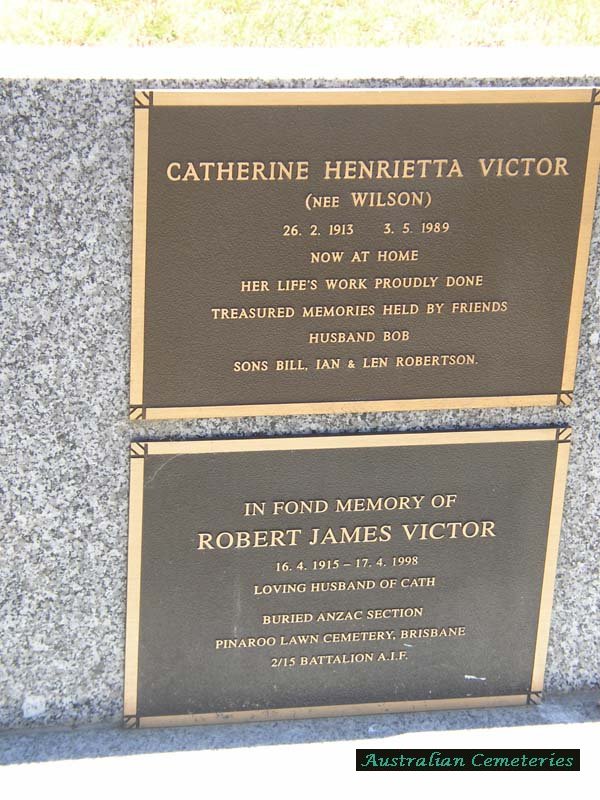 CATHERINE HENRIETTA VICTOR
(NEE WILSON)
26. 2. 1913 3. 5. 1989
NOW AT HOME
HER LIFE'S WORK PROUDLY DONE
TREASURED MEMORIES HELD BY FRIENDS
HUSBAND BOB
SONS BILL, IAN & LEN ROBERTSON.
IN FOND MEMORY OF
ROBERT JAMES VICTOR
16. 4. 1915 – 17. 4. 1998
LOVING HUSBAND OF CATH
BURIED ANZAC SECTION
PINAROO LAWN CEMETERY, BRISBANE
2/15 BATTALION A.I.F.
Australian Cemeteries